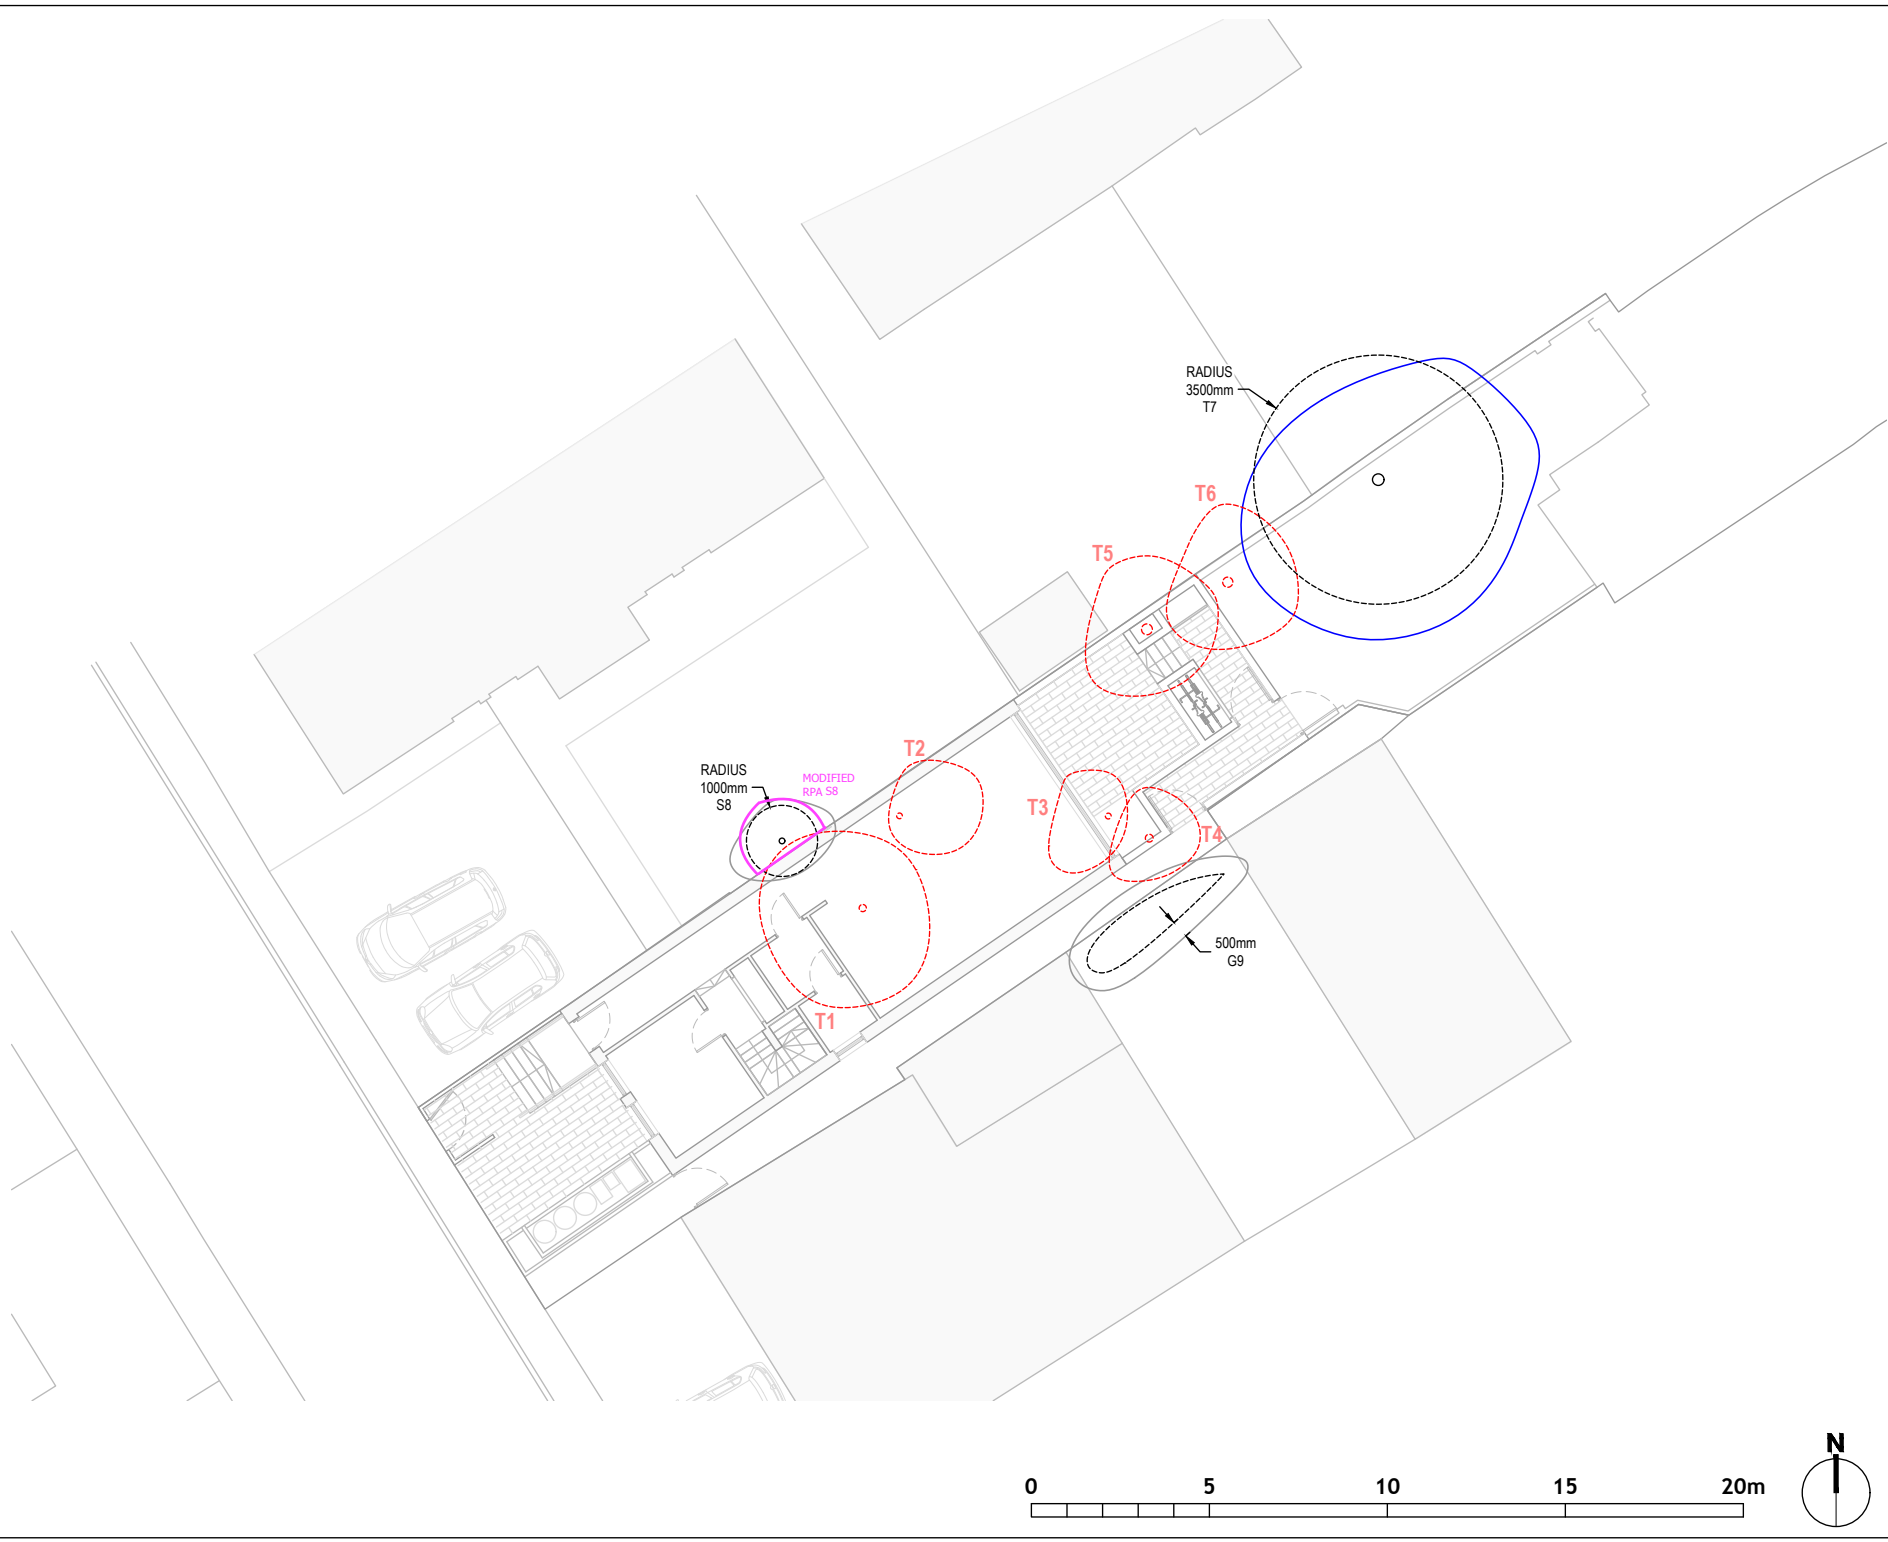 RADIUS
3500mm
T7
T6
T5
T2
RADIUS
1000mm
S8
MODIFIED
RPA S8
T3
T4
500mm
G9
T1
N
0 5 10 15 20m